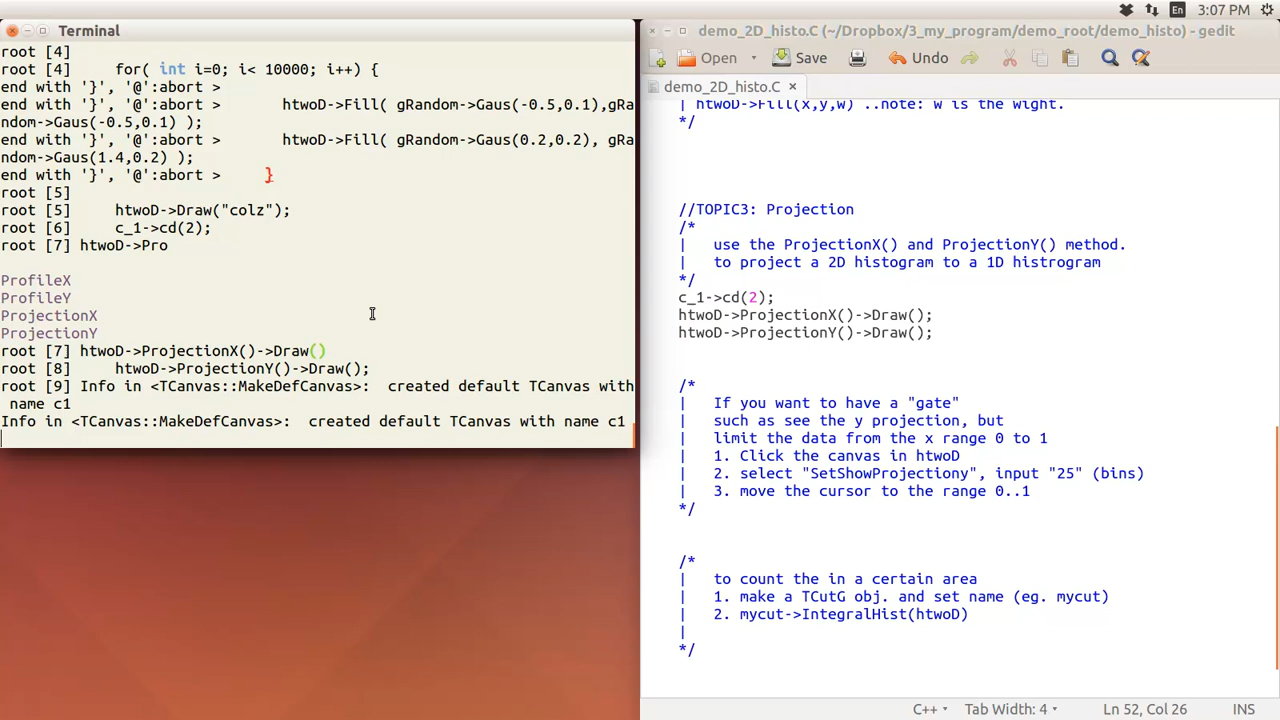 En 3:07 PM
Terminal
root [4]
root [4]     for( int i=0; i< 10000; i++) {
end with '}', '@':abort >
end with '}', '@':abort >       htwoD->Fill( gRandom->Gaus(-0.5,0.1),gRa
ndom->Gaus(-0.5,0.1) );
end with '}', '@':abort >       htwoD->Fill( gRandom->Gaus(0.2,0.2), gRa
ndom->Gaus(1.4,0.2) );
end with '}', '@':abort >     }
root [5]
root [5]     htwoD->Draw("colz");
root [6]     c_1->cd(2);
root [7] htwoD->Pro
ProfileX
ProfileY
ProjectionX
ProjectionY
root [7] htwoD->ProjectionX()->Draw()
root [8]     htwoD->ProjectionY()->Draw();
root [9] Info in <TCanvas::MakeDefCanvas>:  created default TCanvas with
 name c1
Info in <TCanvas::MakeDefCanvas>:  created default TCanvas with name c1
demo_2D_histo.C (~/Dropbox/3_my_program/demo_root/demo_histo) - gedit
Open Save Undo
demo_2D_histo.C ×
| htwoD->Fill(x,y,w) ..note: w is the wight.
*/
//TOPIC3: Projection
/*
|   use the ProjectionX() and ProjectionY() method.
|   to project a 2D histogram to a 1D histrogram
*/
c_1->cd(2);
htwoD->ProjectionX()->Draw();
htwoD->ProjectionY()->Draw();
/*
|   If you want to have a "gate"
|   such as see the y projection, but
|   limit the data from the x range 0 to 1
|   1. Click the canvas in htwoD
|   2. select "SetShowProjectiony", input "25" (bins)
|   3. move the cursor to the range 0..1
*/
/*
|   to count the in a certain area
|   1. make a TCutG obj. and set name (eg. mycut)
|   2. mycut->IntegralHist(htwoD)
|
*/
C++ Tab Width: 4 Ln 52, Col 26 INS